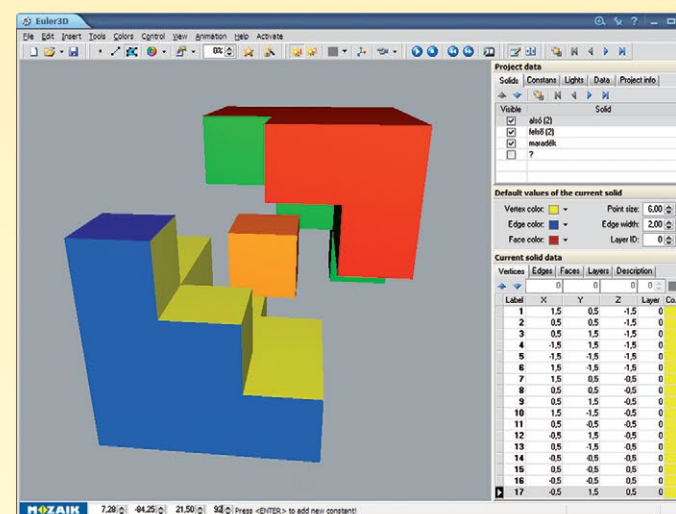 Euler3D
File Edit Insert Tools Colors Control View Animation Help Activate
0%
Project data
Solids Constans Lights Data Project info
Visible Solid
alsó (2)
felső (2)
maradék
?
Default values of the current solid
Vertex color: Point size: 6,00
Edge color: Edge width: 2,00
Face color: Layer ID: 0
Current solid data
Vertices Edges Faces Layers Description
0 0 0 0
Label X Y Z Layer Co.
1 1,5 0,5 -1,5 0
2 0,5 0,5 -1,5 0
3 0,5 1,5 -1,5 0
4 -1,5 1,5 -1,5 0
5 -1,5 -1,5 -1,5 0
6 1,5 -1,5 -1,5 0
7 1,5 0,5 -0,5 0
8 0,5 0,5 -0,5 0
9 0,5 1,5 -0,5 0
10 1,5 -1,5 -0,5 0
11 0,5 -0,5 -0,5 0
12 -0,5 1,5 -0,5 0
13 -0,5 0,5 -0,5 0
14 -0,5 -0,5 -0,5 0
15 0,5 0,5 0,5 0
16 -0,5 -0,5 0,5 0
17 -0,5 1,5 0,5 0
MOZAIK 7,28 -84,25 21,50 92 Press <ENTER> to add new constant!